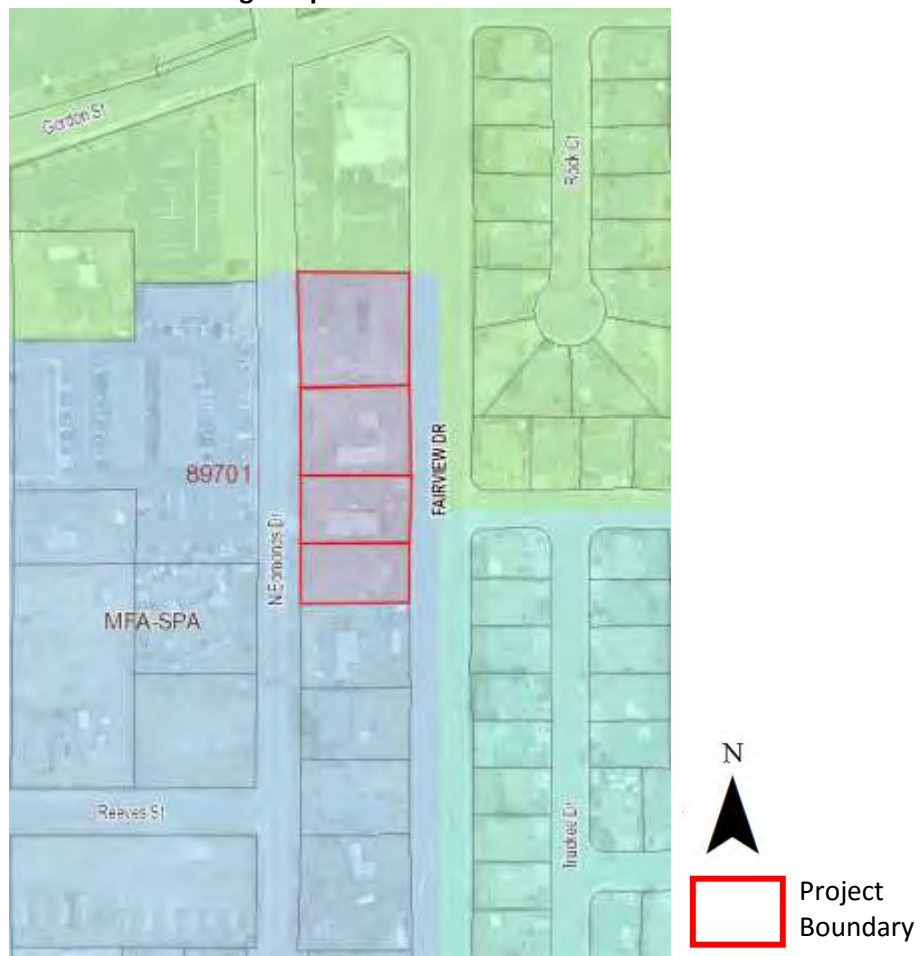 Gordon St
Rock Ct
FAIRVIEW DR
89701
N Edmonds Dr
MFA-SPA
Reeves St
Truckee Dr
N
Project
Boundary